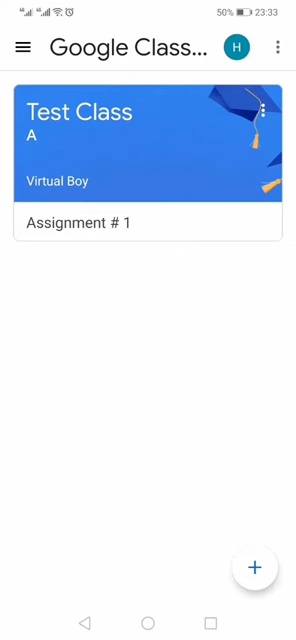 50% 23:33
Google Class...
H
Test Class
A
Virtual Boy
Assignment # 1